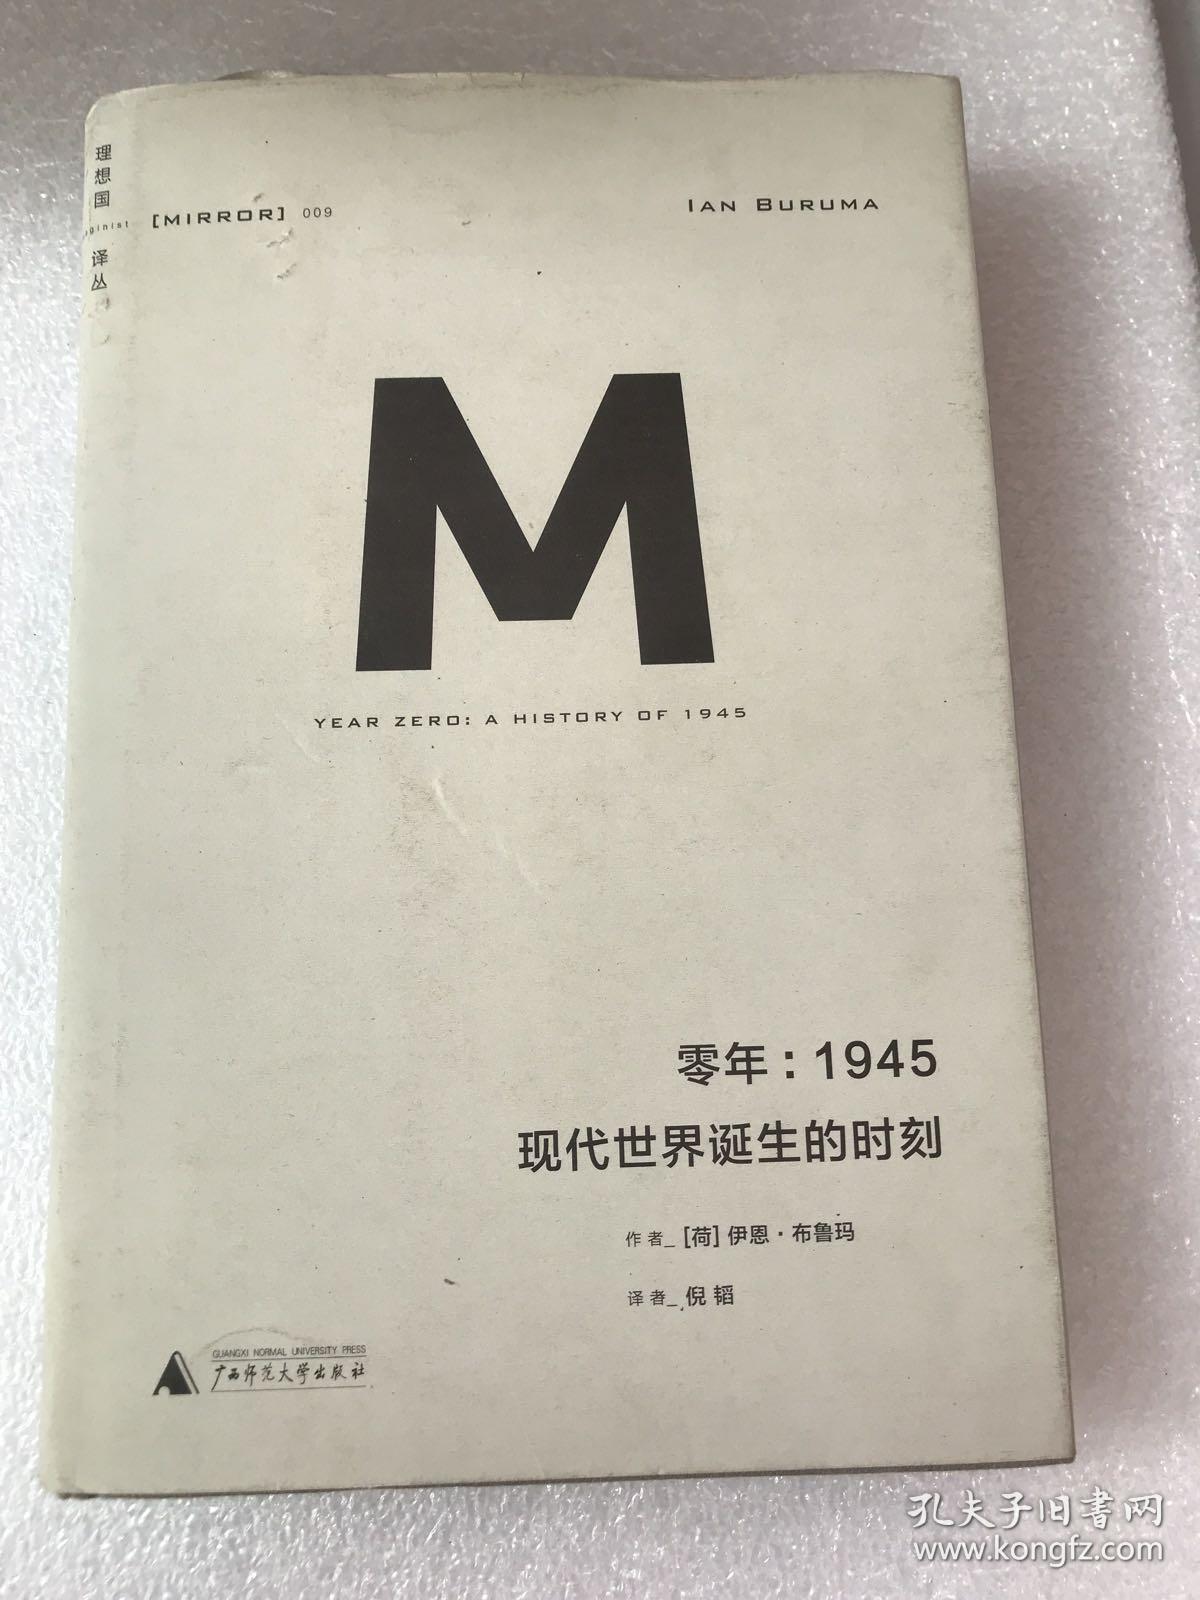 理想国
译丛
[MIRROR] 009
IAN BURUMA
M
YEAR ZERO: A HISTORY OF 1945
零年：1945
现代世界诞生的时刻
作者_ [荷] 伊恩·布鲁玛
译者_ 倪韬
GUANGXI NORMAL UNIVERSITY PRESS
广西师范大学出版社
孔夫子旧书网
www.kongfz.com